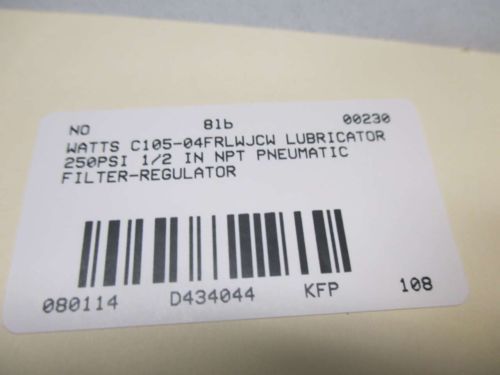 NO 81b 00230
WATTS C105-04FRLWJCW LUBRICATOR
250PSI 1/2 IN NPT PNEUMATIC
FILTER-REGULATOR
080114 D434044 KFP 108